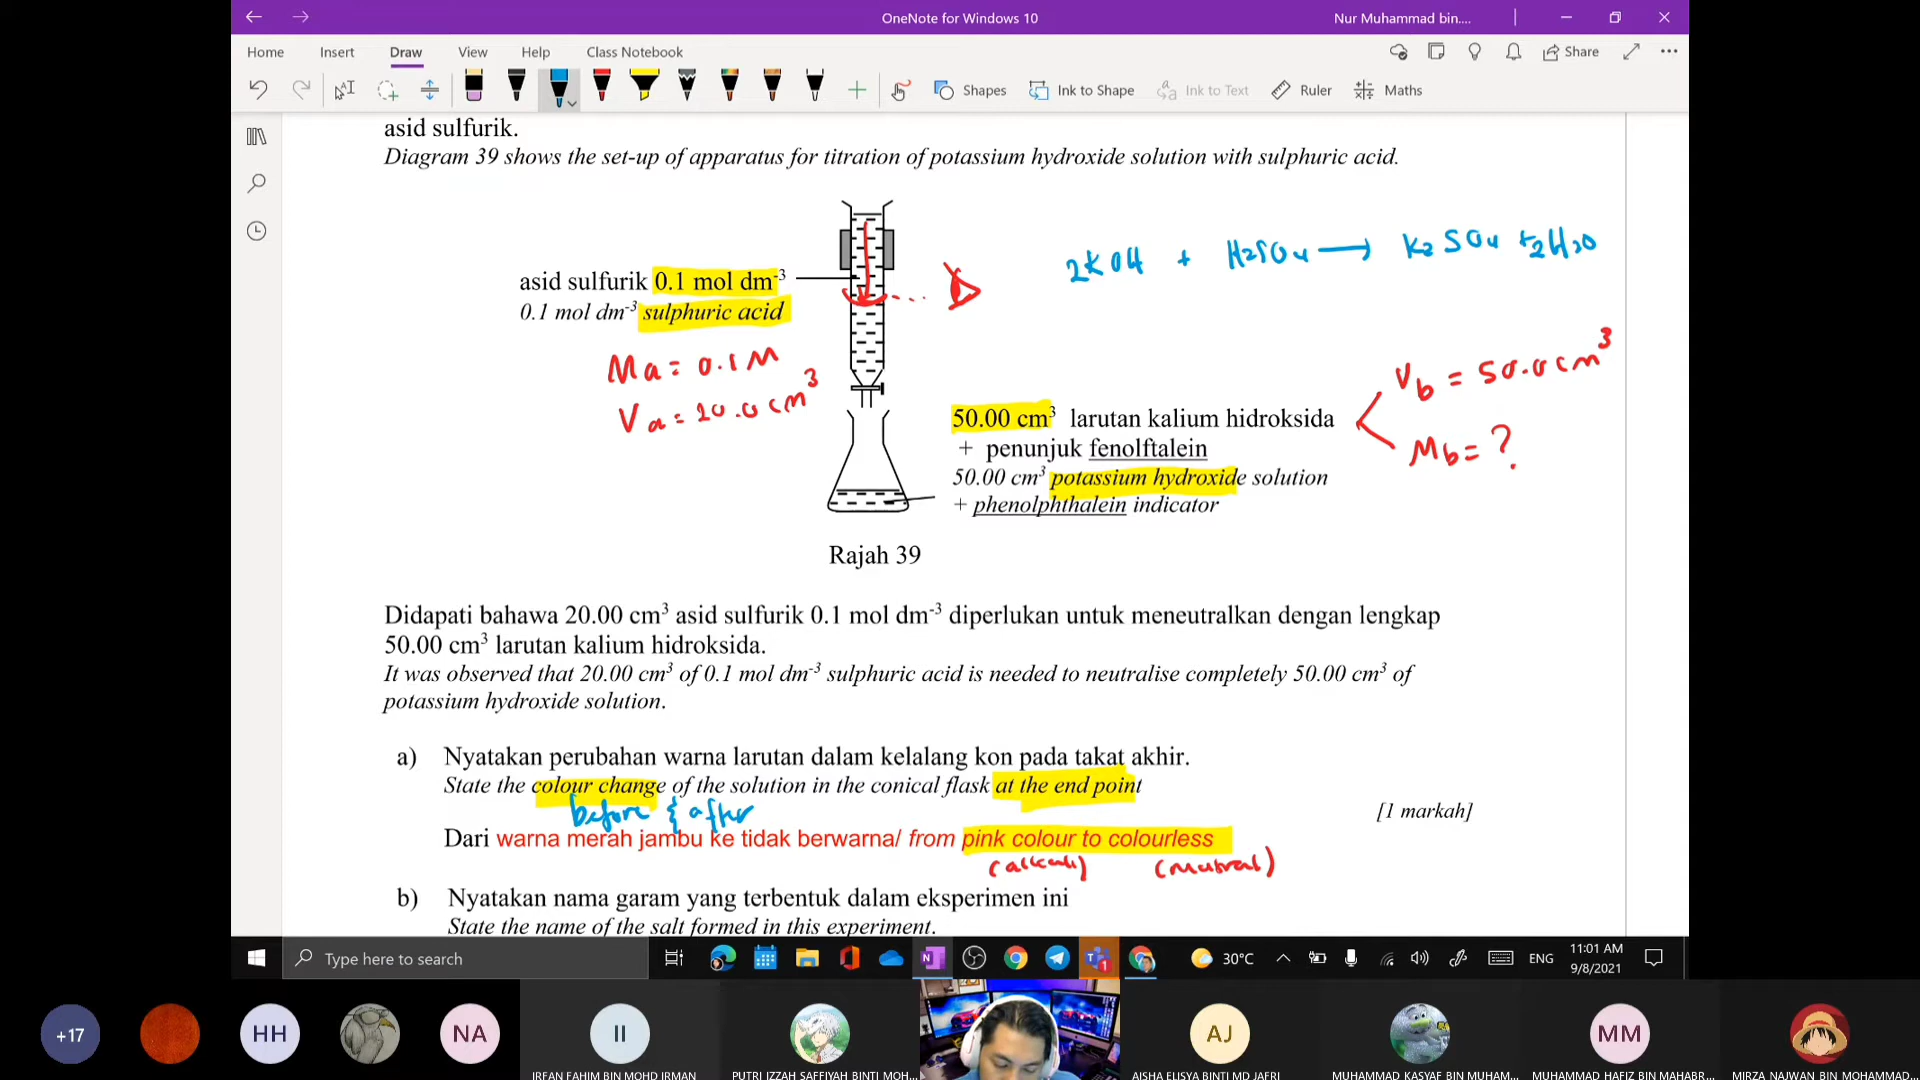 OneNote for Windows 10
Nur Muhammad bin....
Home Insert Draw View Help Class Notebook
Share
Shapes Ink to Shape Ink to Text Ruler Maths
asid sulfurik.
Diagram 39 shows the set-up of apparatus for titration of potassium hydroxide solution with sulphuric acid.
2KOH + H2SO4 → K2SO4 + 2H2O
asid sulfurik 0.1 mol dm-3
0.1 mol dm-3 sulphuric acid
Ma = 0.1 M
Va = 20.0 cm3
Vb = 50.0 cm3
Mb = ?
50.00 cm3 larutan kalium hidroksida
+ penunjuk fenolftalein
50.00 cm3 potassium hydroxide solution
+ phenolphthalein indicator
Rajah 39
Didapati bahawa 20.00 cm3 asid sulfurik 0.1 mol dm-3 diperlukan untuk meneutralkan dengan lengkap
50.00 cm3 larutan kalium hidroksida.
It was observed that 20.00 cm3 of 0.1 mol dm-3 sulphuric acid is needed to neutralise completely 50.00 cm3 of
potassium hydroxide solution.
a) Nyatakan perubahan warna larutan dalam kelalang kon pada takat akhir.
State the colour change of the solution in the conical flask at the end point
before & after
[1 markah]
Dari warna merah jambu ke tidak berwarna/ from pink colour to colourless
(alkali) (neutral)
b) Nyatakan nama garam yang terbentuk dalam eksperimen ini
State the name of the salt formed in this experiment.
Type here to search
30°C
ENG
11:01 AM
9/8/2021
+17
HH
NA
II
AJ
MM
IRFAN FAHIM BIN MOHD IRMAN
PUTRI IZZAH SAFFIYAH BINTI MOH...
AISHA ELISYA BINTI MD JAFRI
MUHAMMAD KASYAF BIN MUHAM...
MUHAMMAD HAFIZ BIN MAHABR...
MIRZA NAJWAN BIN MOHAMMAD...